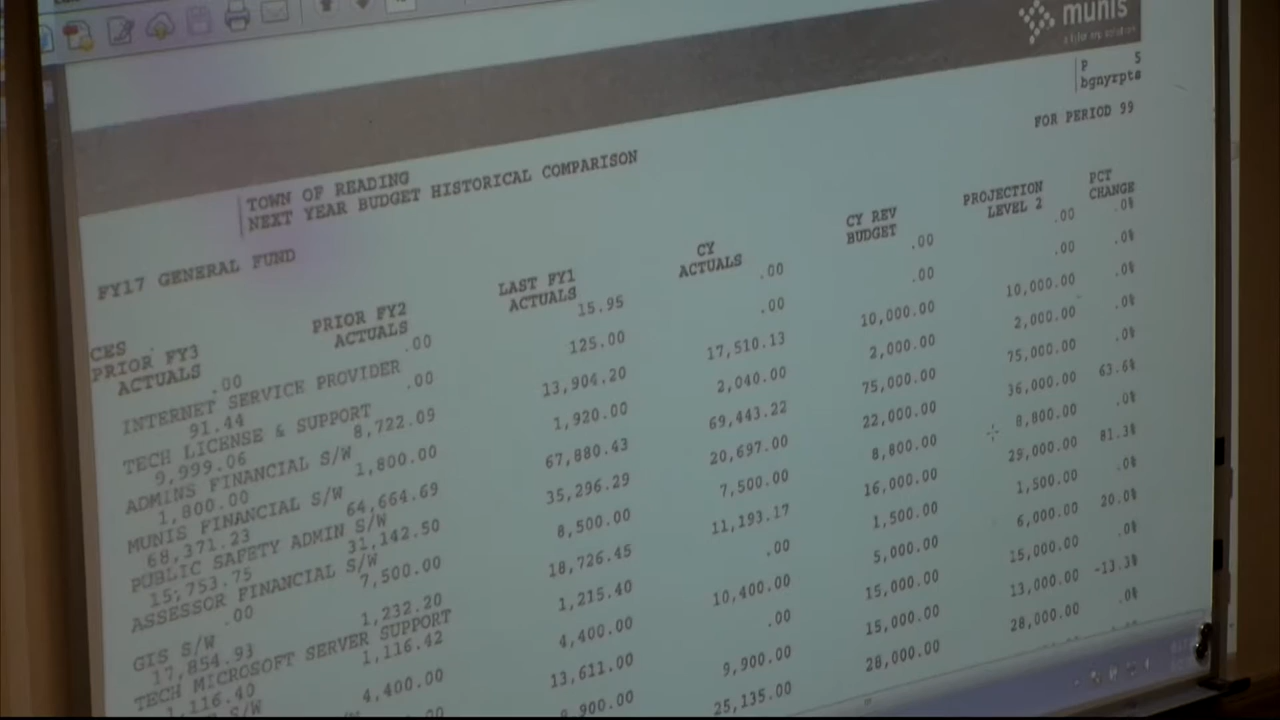 munis
a tyler erp solution
P 5
bgnyrpts
TOWN OF READING
NEXT YEAR BUDGET HISTORICAL COMPARISON
FOR PERIOD 99
FY17 GENERAL FUND
CES
PRIOR FY3 ACTUALS PRIOR FY2 ACTUALS LAST FY1 ACTUALS CY ACTUALS CY REV BUDGET PROJECTION LEVEL 2 PCT CHANGE
.00 .00 15.95 .00 .00 .00 .0%
INTERNET SERVICE PROVIDER
91.44 .00 125.00 .00 .00 .00 .0%
TECH LICENSE & SUPPORT
9,999.06 8,722.09 13,904.20 17,510.13 10,000.00 10,000.00 .0%
ADMINS FINANCIAL S/W
1,800.00 1,800.00 1,920.00 2,040.00 2,000.00 2,000.00 .0%
MUNIS FINANCIAL S/W
68,371.23 64,664.69 67,880.43 69,443.22 75,000.00 75,000.00 .0%
PUBLIC SAFETY ADMIN S/W
15,753.75 31,142.50 35,296.29 20,697.00 22,000.00 36,000.00 63.6%
ASSESSOR FINANCIAL S/W
.00 7,500.00 8,500.00 7,500.00 8,800.00 8,800.00 .0%
GIS S/W
17,854.93 1,232.20 18,726.45 11,193.17 16,000.00 29,000.00 81.3%
TECH MICROSOFT SERVER SUPPORT
1,116.40 1,116.42 1,215.40 .00 1,500.00 1,500.00 .0%
S/W
4,400.00 4,400.00 10,400.00 5,000.00 6,000.00 20.0%
13,611.00 .00 15,000.00 15,000.00 .0%
9,900.00 9,900.00 15,000.00 13,000.00 -13.3%
25,135.00 28,000.00 28,000.00 .0%